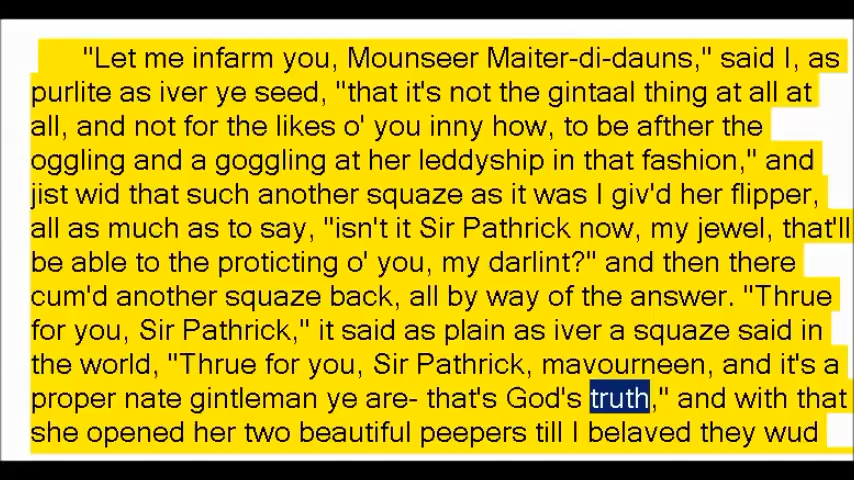 "Let me infarm you, Mounseer Maiter-di-dauns," said I, as
purlite as iver ye seed, "that it's not the gintaal thing at all at
all, and not for the likes o' you inny how, to be afther the
oggling and a goggling at her leddyship in that fashion," and
jist wid that such another squaze as it was I giv'd her flipper,
all as much as to say, "isn't it Sir Pathrick now, my jewel, that'll
be able to the proticting o' you, my darlint?" and then there
cum'd another squaze back, all by way of the answer. "Thrue
for you, Sir Pathrick," it said as plain as iver a squaze said in
the world, "Thrue for you, Sir Pathrick, mavourneen, and it's a
proper nate gintleman ye are- that's God's truth," and with that
she opened her two beautiful peepers till I belaved they wud